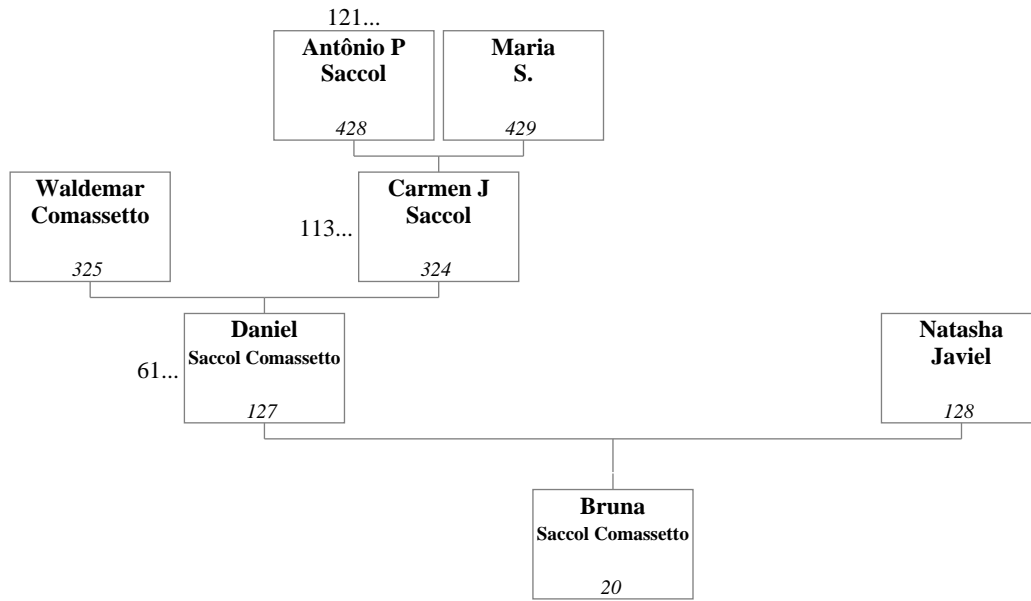 121...
Antônio P
Saccol
428
Maria
S.
429
Waldemar
Comassetto
325
113...
Carmen J
Saccol
324
61...
Daniel
Saccol Comassetto
127
Natasha
Javiel
128
Bruna
Saccol Comassetto
20